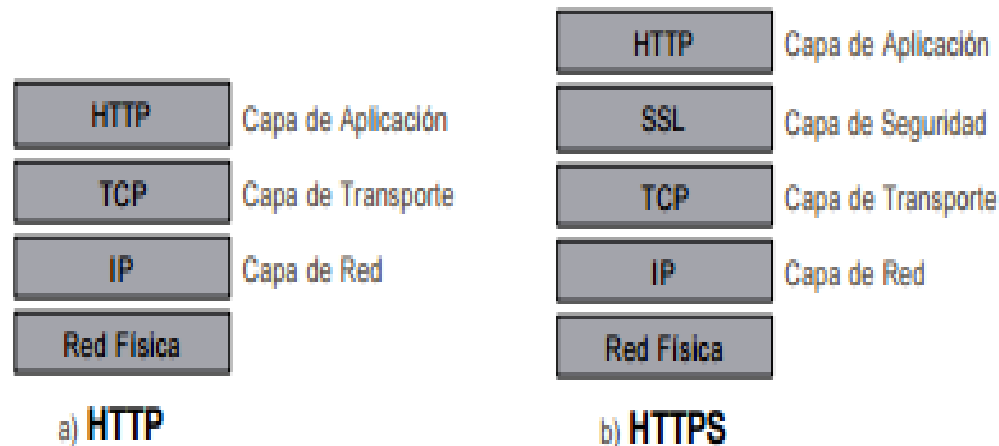 HTTP Capa de Aplicación
TCP Capa de Transporte
IP Capa de Red
Red Física
a) HTTP
HTTP Capa de Aplicación
SSL Capa de Seguridad
TCP Capa de Transporte
IP Capa de Red
Red Física
b) HTTPS